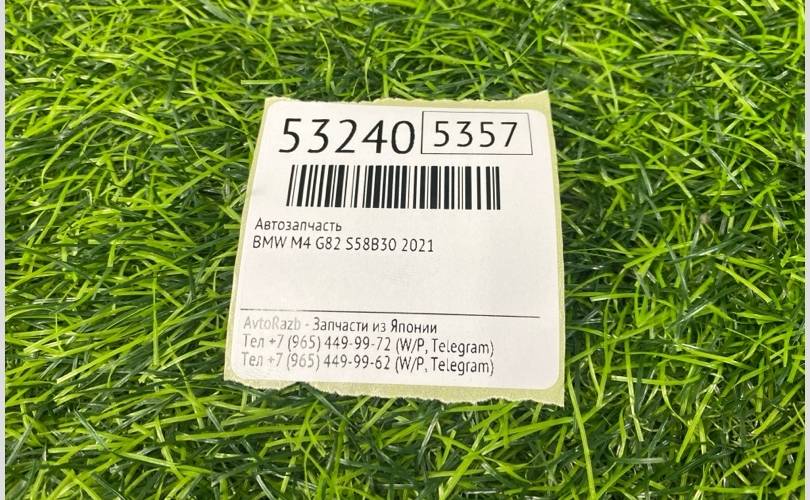 53240 5357
Автозапчасть
BMW M4 G82 S58B30 2021
AvtoRazb - Запчасти из Японии
Тел +7 (965) 449-99-72 (W/P, Telegram)
Тел +7 (965) 449-99-62 (W/P, Telegram)